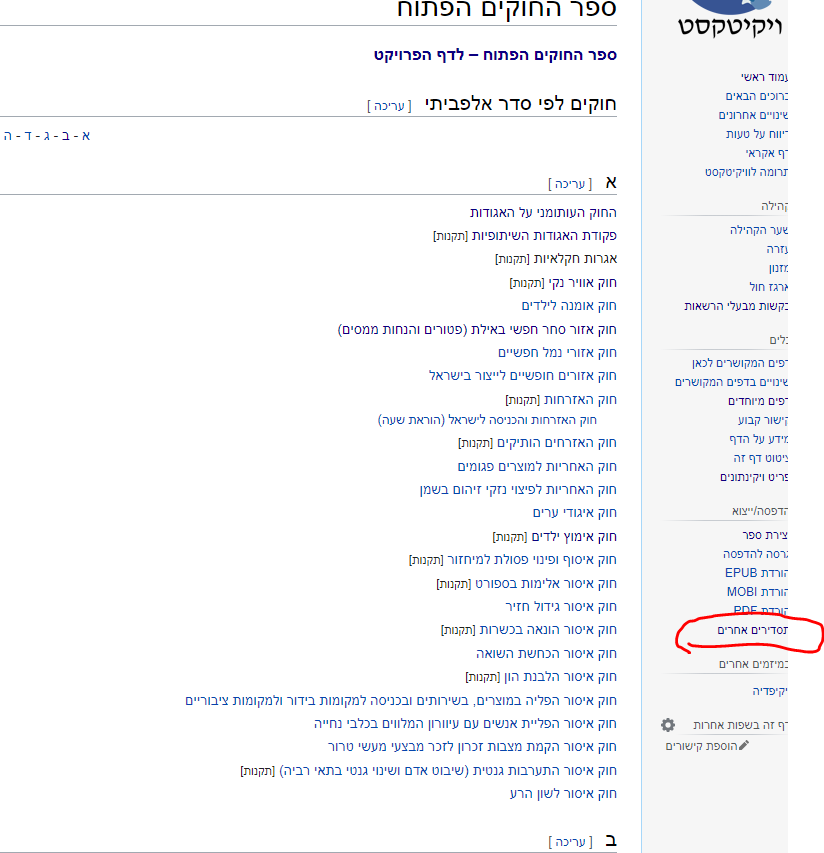 ספר החוקים הפתוח
ספר החוקים הפתוח – לדף הפרויקט
חוקים לפי סדר אלפביתי [ עריכה ]
א - ב - ג - ד - ה
א [ עריכה ]
החוק העותומני על האגודות
פקודת האגודות השיתופיות [תקנות]
אגרות חקלאיות [תקנות]
חוק אוויר נקי [תקנות]
חוק אומנה לילדים
חוק אזור סחר חפשי באילת (פטורים והנחות ממסים)
חוק אזורי נמל חפשיים
חוק אזורים חופשיים לייצור בישראל
חוק האזרחות [תקנות]
חוק האזרחות והכניסה לישראל (הוראת שעה)
חוק האזרחים הותיקים [תקנות]
חוק האחריות למוצרים פגומים
חוק האחריות לפיצוי נזקי זיהום בשמן
חוק איגודי ערים
חוק אימוץ ילדים [תקנות]
חוק איסוף ופינוי פסולת למיחזור [תקנות]
חוק איסור אלימות בספורט [תקנות]
חוק איסור גידול חזיר
חוק איסור הונאה בכשרות [תקנות]
חוק איסור הכחשת השואה
חוק איסור הלבנת הון [תקנות]
חוק איסור הפליה במוצרים, בשירותים ובכניסה למקומות בידור ולמקומות ציבוריים
חוק איסור הפליית אנשים עם עיוורון המלווים בכלבי נחייה
חוק איסור הקמת מצבות זכרון לזכר מבצעי מעשי טרור
חוק איסור התערבות גנטית (שיבוט אדם ושינוי גנטי בתאי רביה) [תקנות]
חוק איסור לשון הרע
ב [ עריכה ]
ויקיטקסט
עמוד ראשי
ברוכים הבאים
שינויים אחרונים
דיווח על טעות
דף אקראי
תרומה לוויקיטקסט
קהילה
שער הקהילה
עזרה
מזנון
ארגז חול
בקשות מבעלי הרשאות
כלים
דפים המקושרים לכאן
שינויים בדפים המקושרים
דפים מיוחדים
קישור קבוע
מידע על הדף
ציטוט דף זה
פריט ויקינתונים
הדפסה/ייצוא
יצירת ספר
גרסה להדפסה
הורדת EPUB
הורדת MOBI
הורדת PDF
תסדירים אחרים
במיזמים אחרים
יקיפדיה
דף זה בשפות אחרות
הוספת קישורים